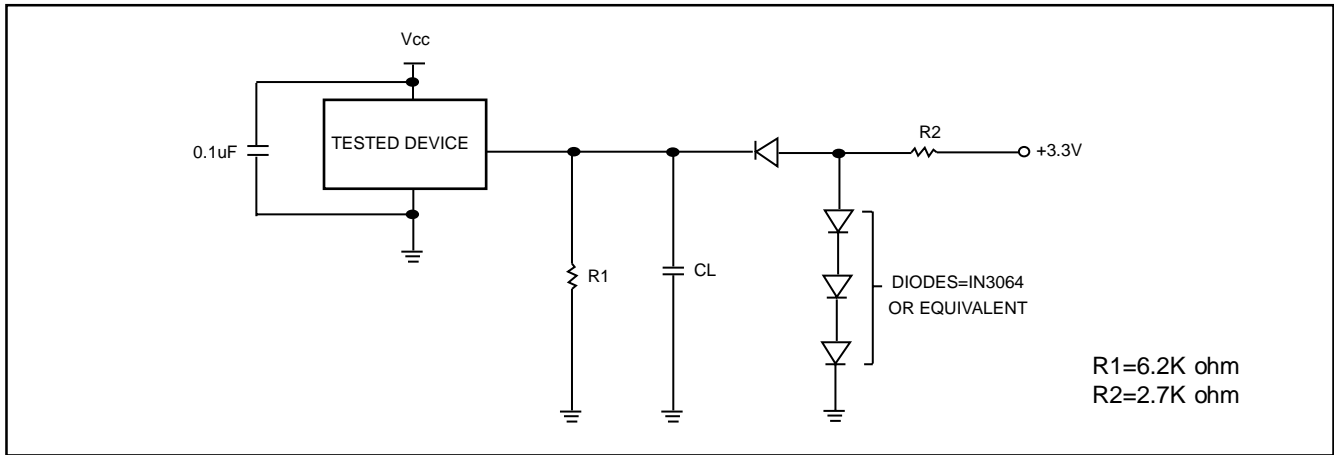 Vcc
TESTED DEVICE
0.1uF
R2
+3.3V
R1
CL
DIODES=IN3064
OR EQUIVALENT
R1=6.2K ohm
R2=2.7K ohm